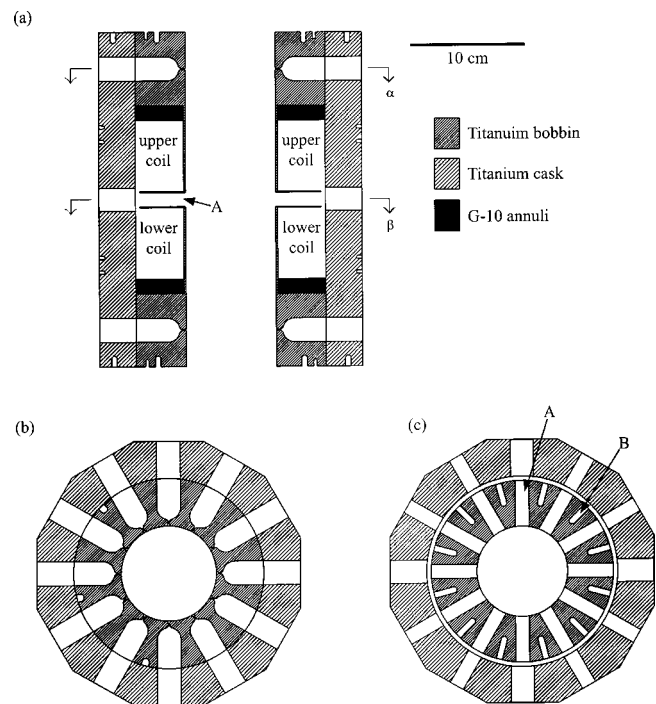 (a)
10 cm
α
upper
coil
upper
coil
Titanuim bobbin
Titanium cask
A
β
G-10 annuli
lower
coil
lower
coil
(b)
(c)
A
B